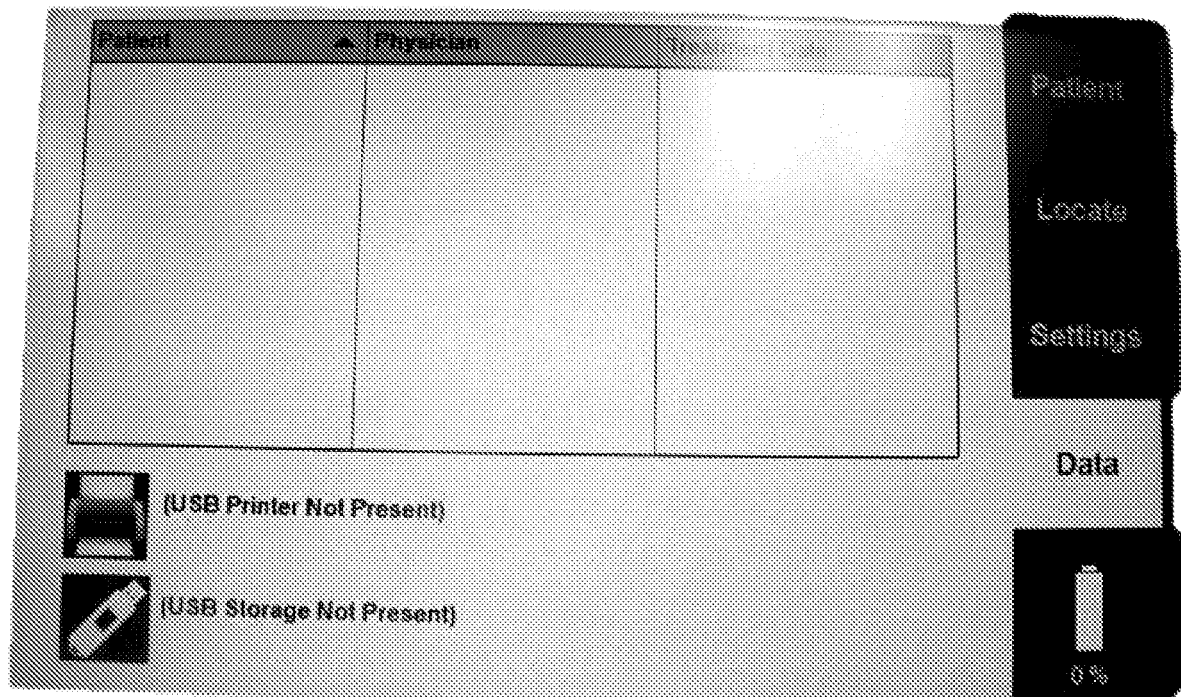 Patient
Physician
Patient
Locate
Settings
Data
(USB Printer Not Present)
(USB Storage Not Present)
0 %